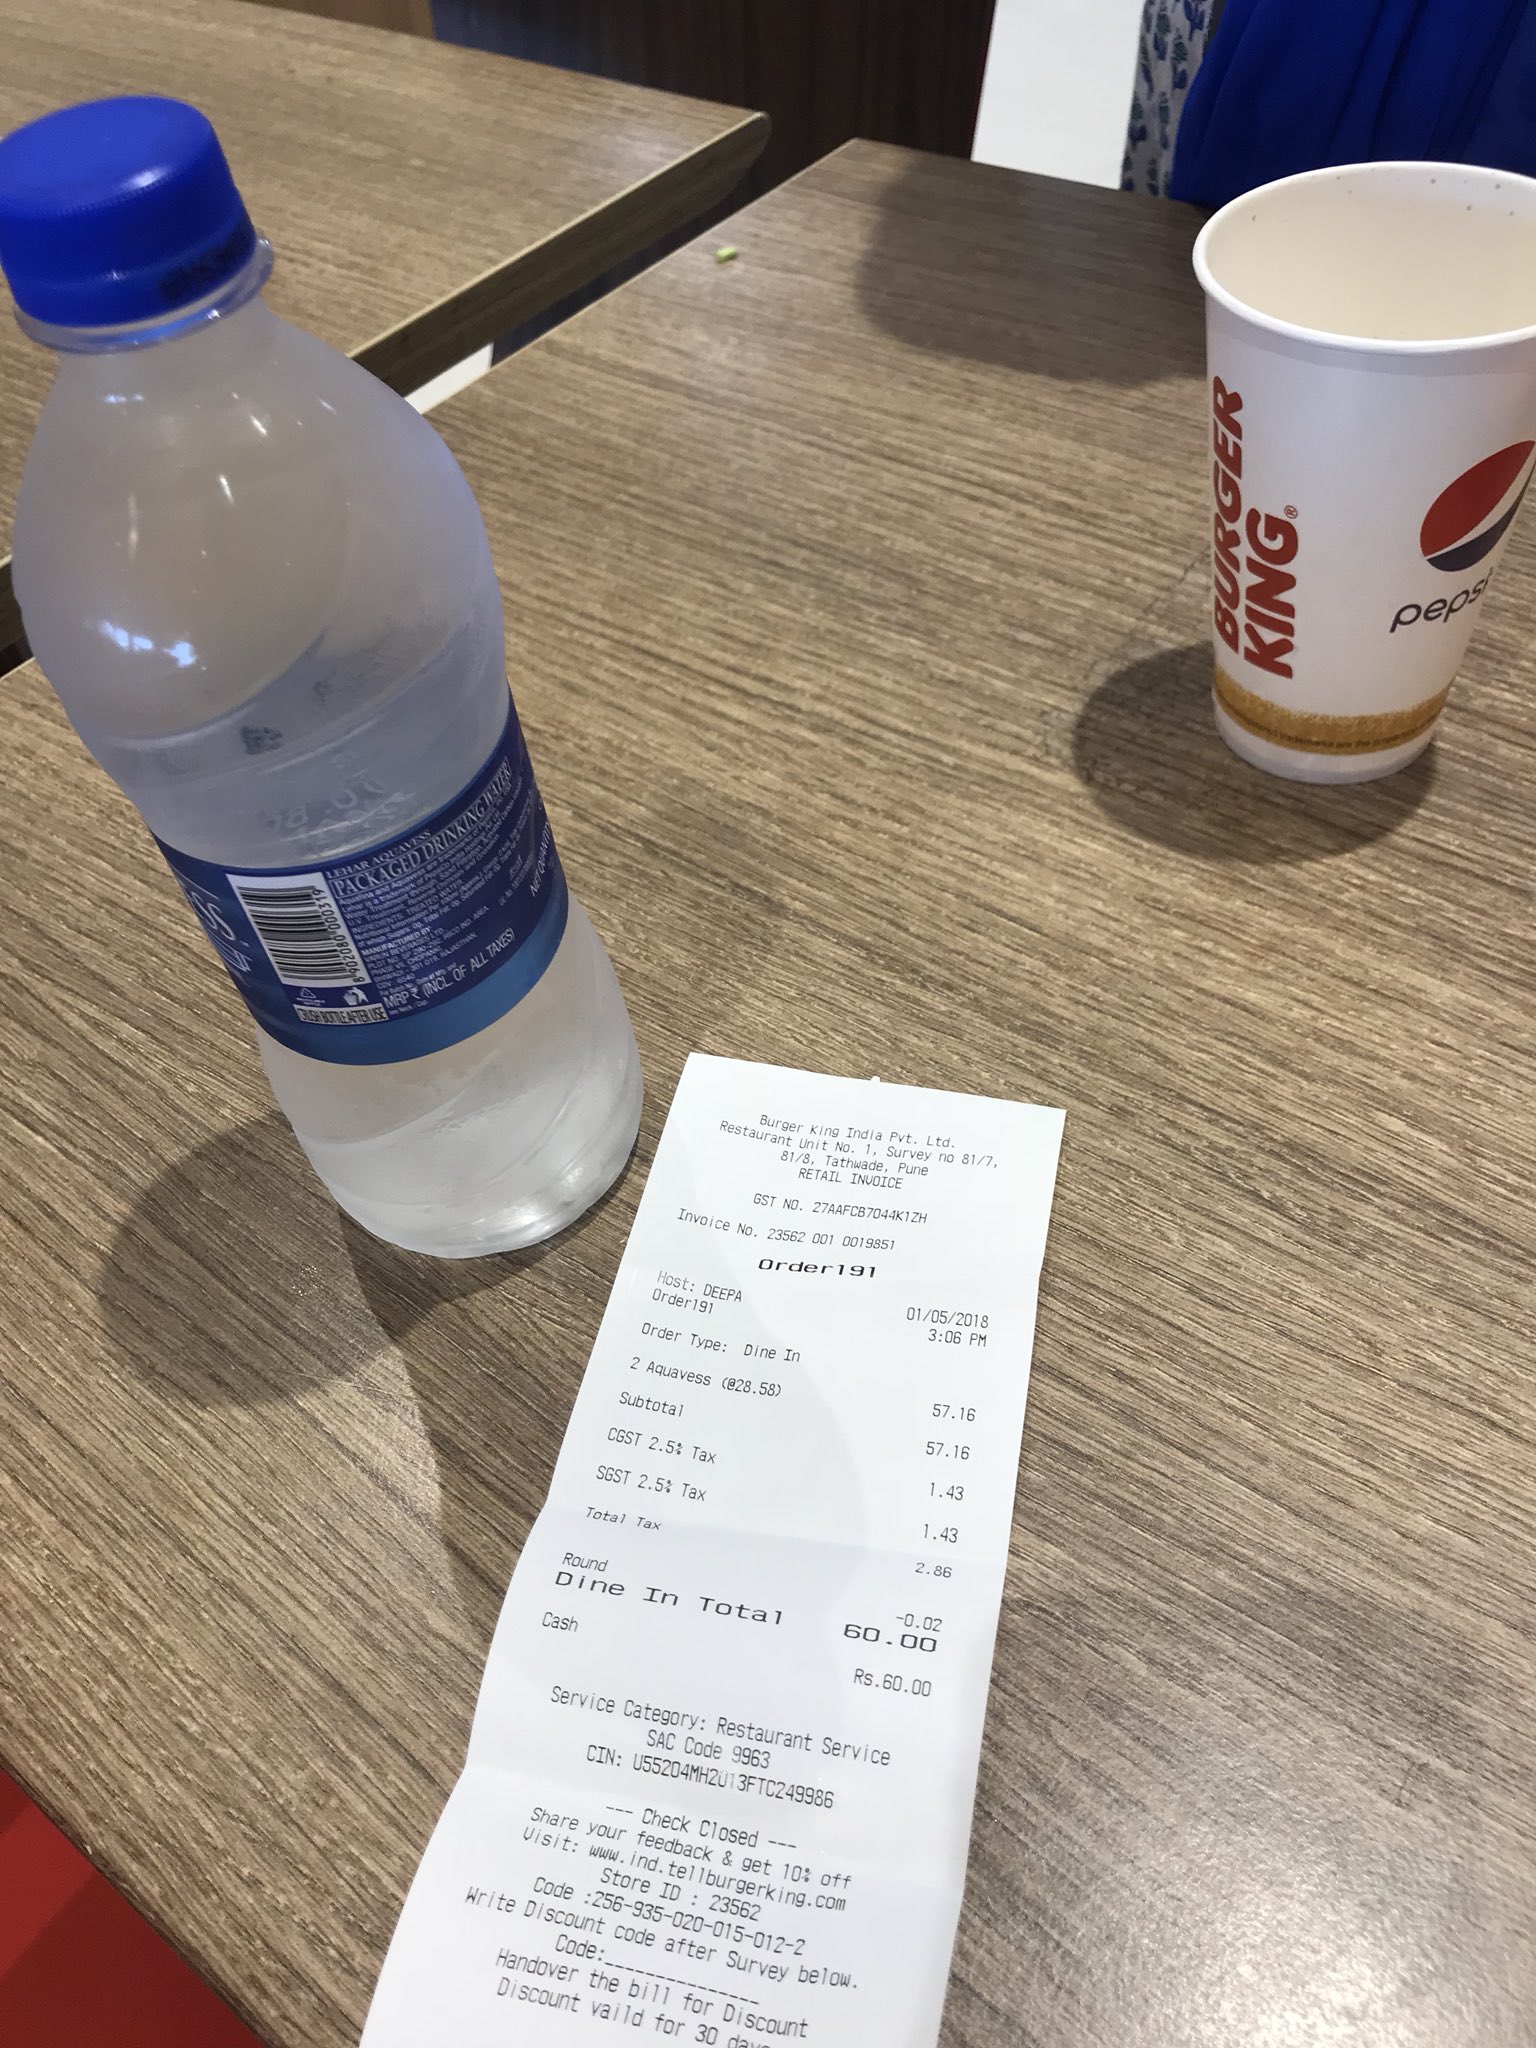 BURGER
KING®
pepsi
LEHAR AQUAVESS
PACKAGED DRINKING WATER
8902080000319
MANUFACTURED BY:
MRP ₹ (INCL. OF ALL TAXES)
CRUSH BOTTLE AFTER USE
Burger King India Pvt. Ltd.
Restaurant Unit No. 1, Survey no 81/7,
81/8, Tathwade, Pune
RETAIL INVOICE
GST NO. 27AAFCB7044K1ZH
Invoice No. 23562 001 0019851
Order191
Host: DEEPA 01/05/2018
Order191 3:06 PM
Order Type: Dine In
2 Aquavess (@28.58) 57.16
Subtotal 57.16
CGST 2.5% Tax 1.43
SGST 2.5% Tax 1.43
Total Tax 2.86
Round -0.02
Dine In Total 60.00
Cash Rs.60.00
Service Category: Restaurant Service
SAC Code 9963
CIN: U55204MH2013FTC249986
--- Check Closed ---
Share your feedback & get 10% off
Visit: www.ind.tellburgerking.com
Store ID : 23562
Code :256-935-020-015-012-2
Write Discount code after Survey below.
Code:______________
Handover the bill for Discount
Discount vaild for 30 days